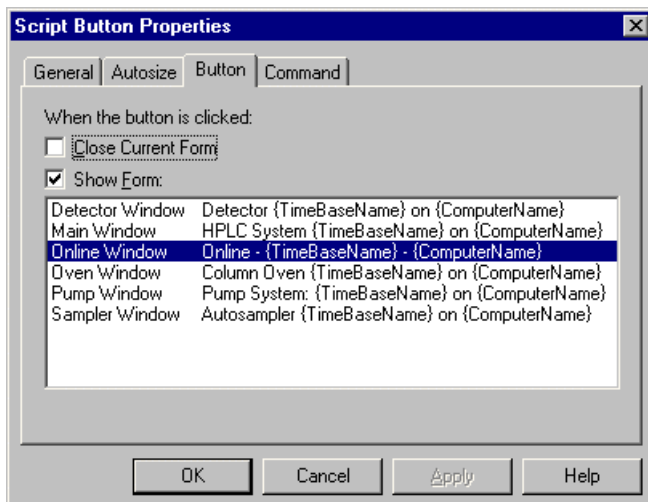 Script Button Properties
General Autosize Button Command
When the button is clicked:
Close Current Form
Show Form:
Detector Window Detector {TimeBaseName} on {ComputerName}
Main Window HPLC System {TimeBaseName} on {ComputerName}
Online Window Online - {TimeBaseName} - {ComputerName}
Oven Window Column Oven {TimeBaseName} on {ComputerName}
Pump Window Pump System: {TimeBaseName} on {ComputerName}
Sampler Window Autosampler {TimeBaseName} on {ComputerName}
OK Cancel Apply Help